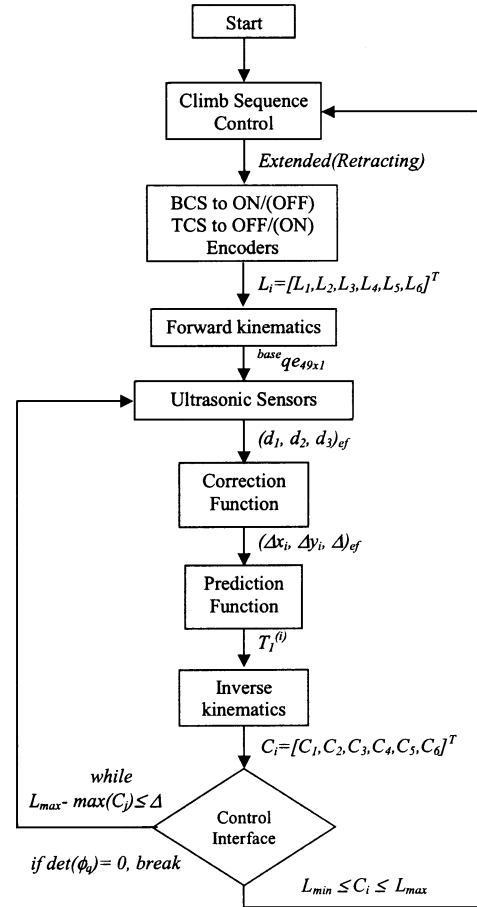 Start
Climb Sequence
Control
Extended(Retracting)
BCS to ON/(OFF)
TCS to OFF/(ON)
Encoders
Lᵢ=[L₁,L₂,L₃,L₄,L₅,L₆]ᵀ
Forward kinematics
ᵇᵃˢᵉqe₄₉ₓ₁
Ultrasonic Sensors
(d₁, d₂, d₃)ef
Correction
Function
(Δxᵢ, Δyᵢ, Δ)ef
Prediction
Function
T₁⁽ⁱ⁾
Inverse
kinematics
Cᵢ=[C₁,C₂,C₃,C₄,C₅,C₆]ᵀ
while
Lmax- max(Cⱼ)≤Δ
Control
Interface
if det(ϕq)= 0, break
Lmin ≤Cᵢ≤ Lmax